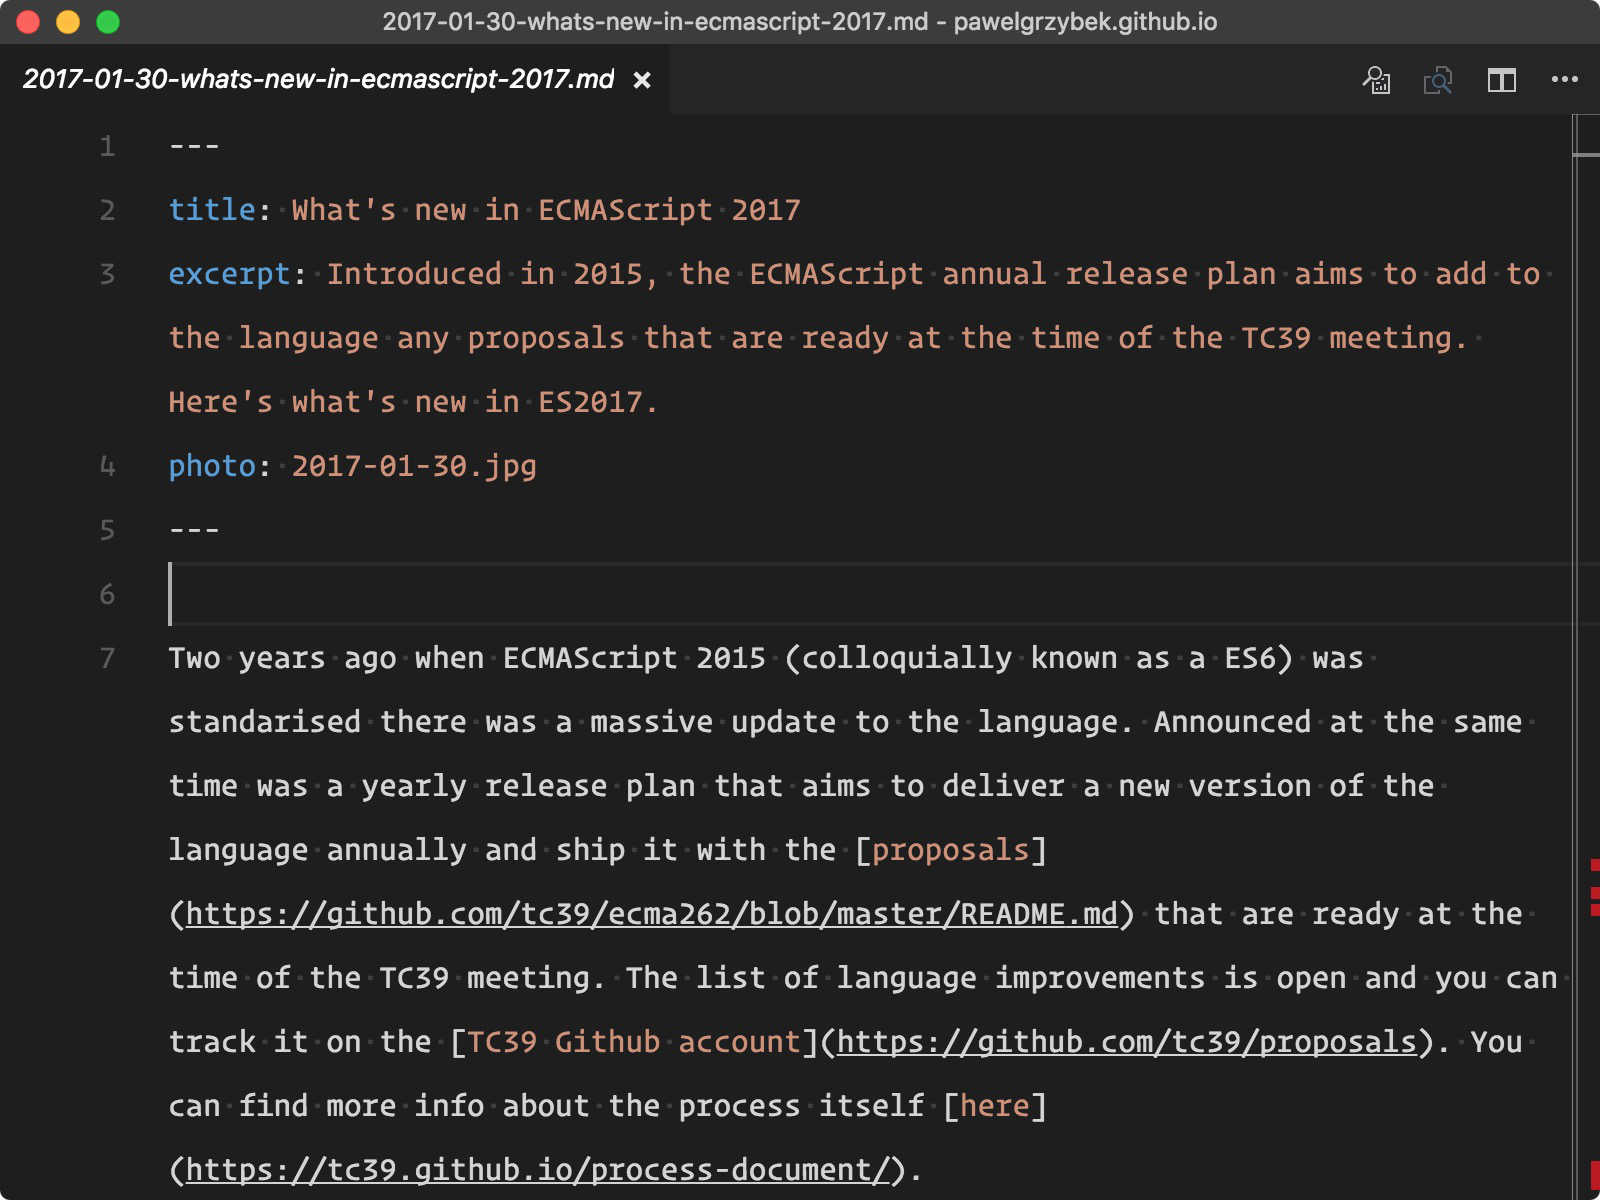 2017-01-30-whats-new-in-ecmascript-2017.md - pawelgrzybek.github.io
2017-01-30-whats-new-in-ecmascript-2017.md ×
1 ---
2 title: What's new in ECMAScript 2017
3 excerpt: Introduced in 2015, the ECMAScript annual release plan aims to add to
the language any proposals that are ready at the time of the TC39 meeting.
Here's what's new in ES2017.
4 photo: 2017-01-30.jpg
5 ---
6
7 Two years ago when ECMAScript 2015 (colloquially known as a ES6) was
standarised there was a massive update to the language. Announced at the same
time was a yearly release plan that aims to deliver a new version of the
language annually and ship it with the [proposals]
(https://github.com/tc39/ecma262/blob/master/README.md) that are ready at the
time of the TC39 meeting. The list of language improvements is open and you can
track it on the [TC39 Github account](https://github.com/tc39/proposals). You
can find more info about the process itself [here]
(https://tc39.github.io/process-document/).